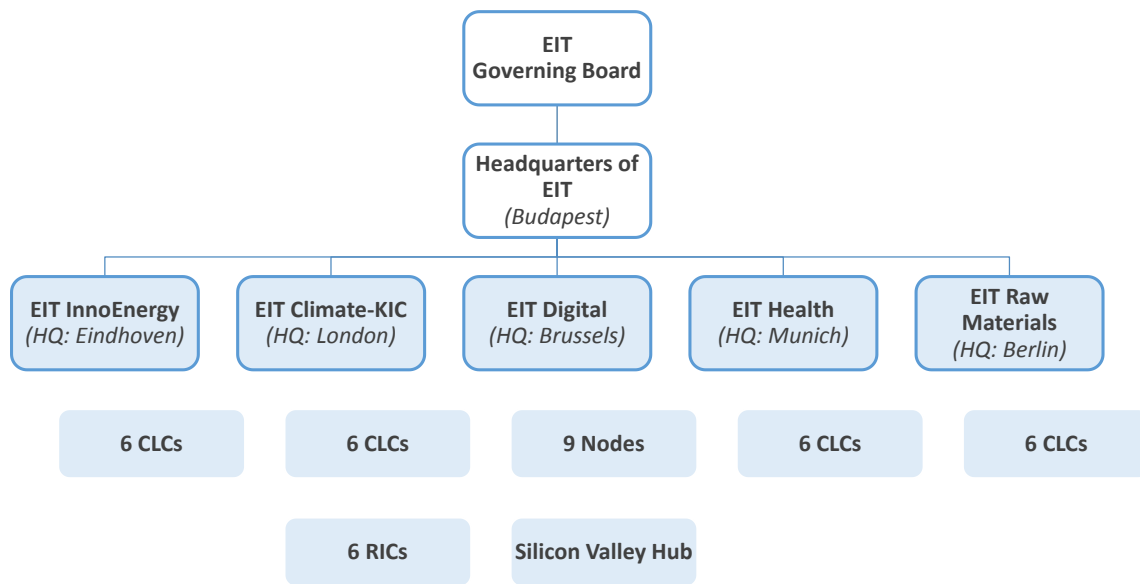 EIT
Governing Board
Headquarters of
EIT
(Budapest)
EIT InnoEnergy
(HQ: Eindhoven)
EIT Climate-KIC
(HQ: London)
EIT Digital
(HQ: Brussels)
EIT Health
(HQ: Munich)
EIT Raw
Materials
(HQ: Berlin)
6 CLCs
6 CLCs
9 Nodes
6 CLCs
6 CLCs
6 RICs
Silicon Valley Hub